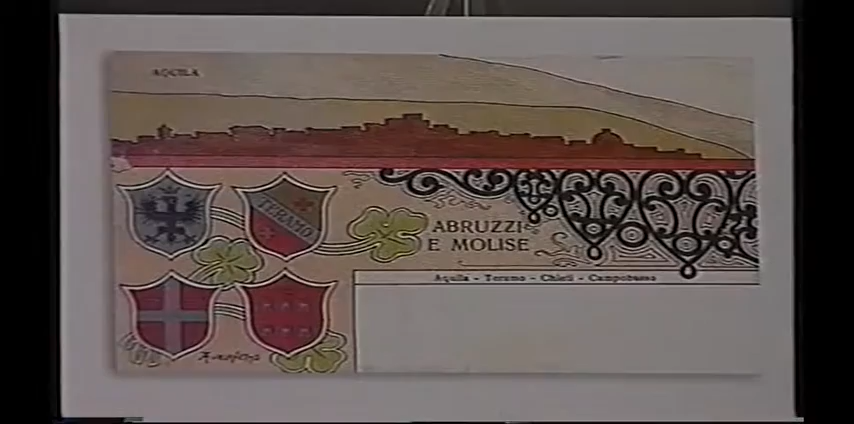 AQUILA
TERAMO
ABRUZZI
E MOLISE
Aquila - Teramo - Chieti - Campobasso